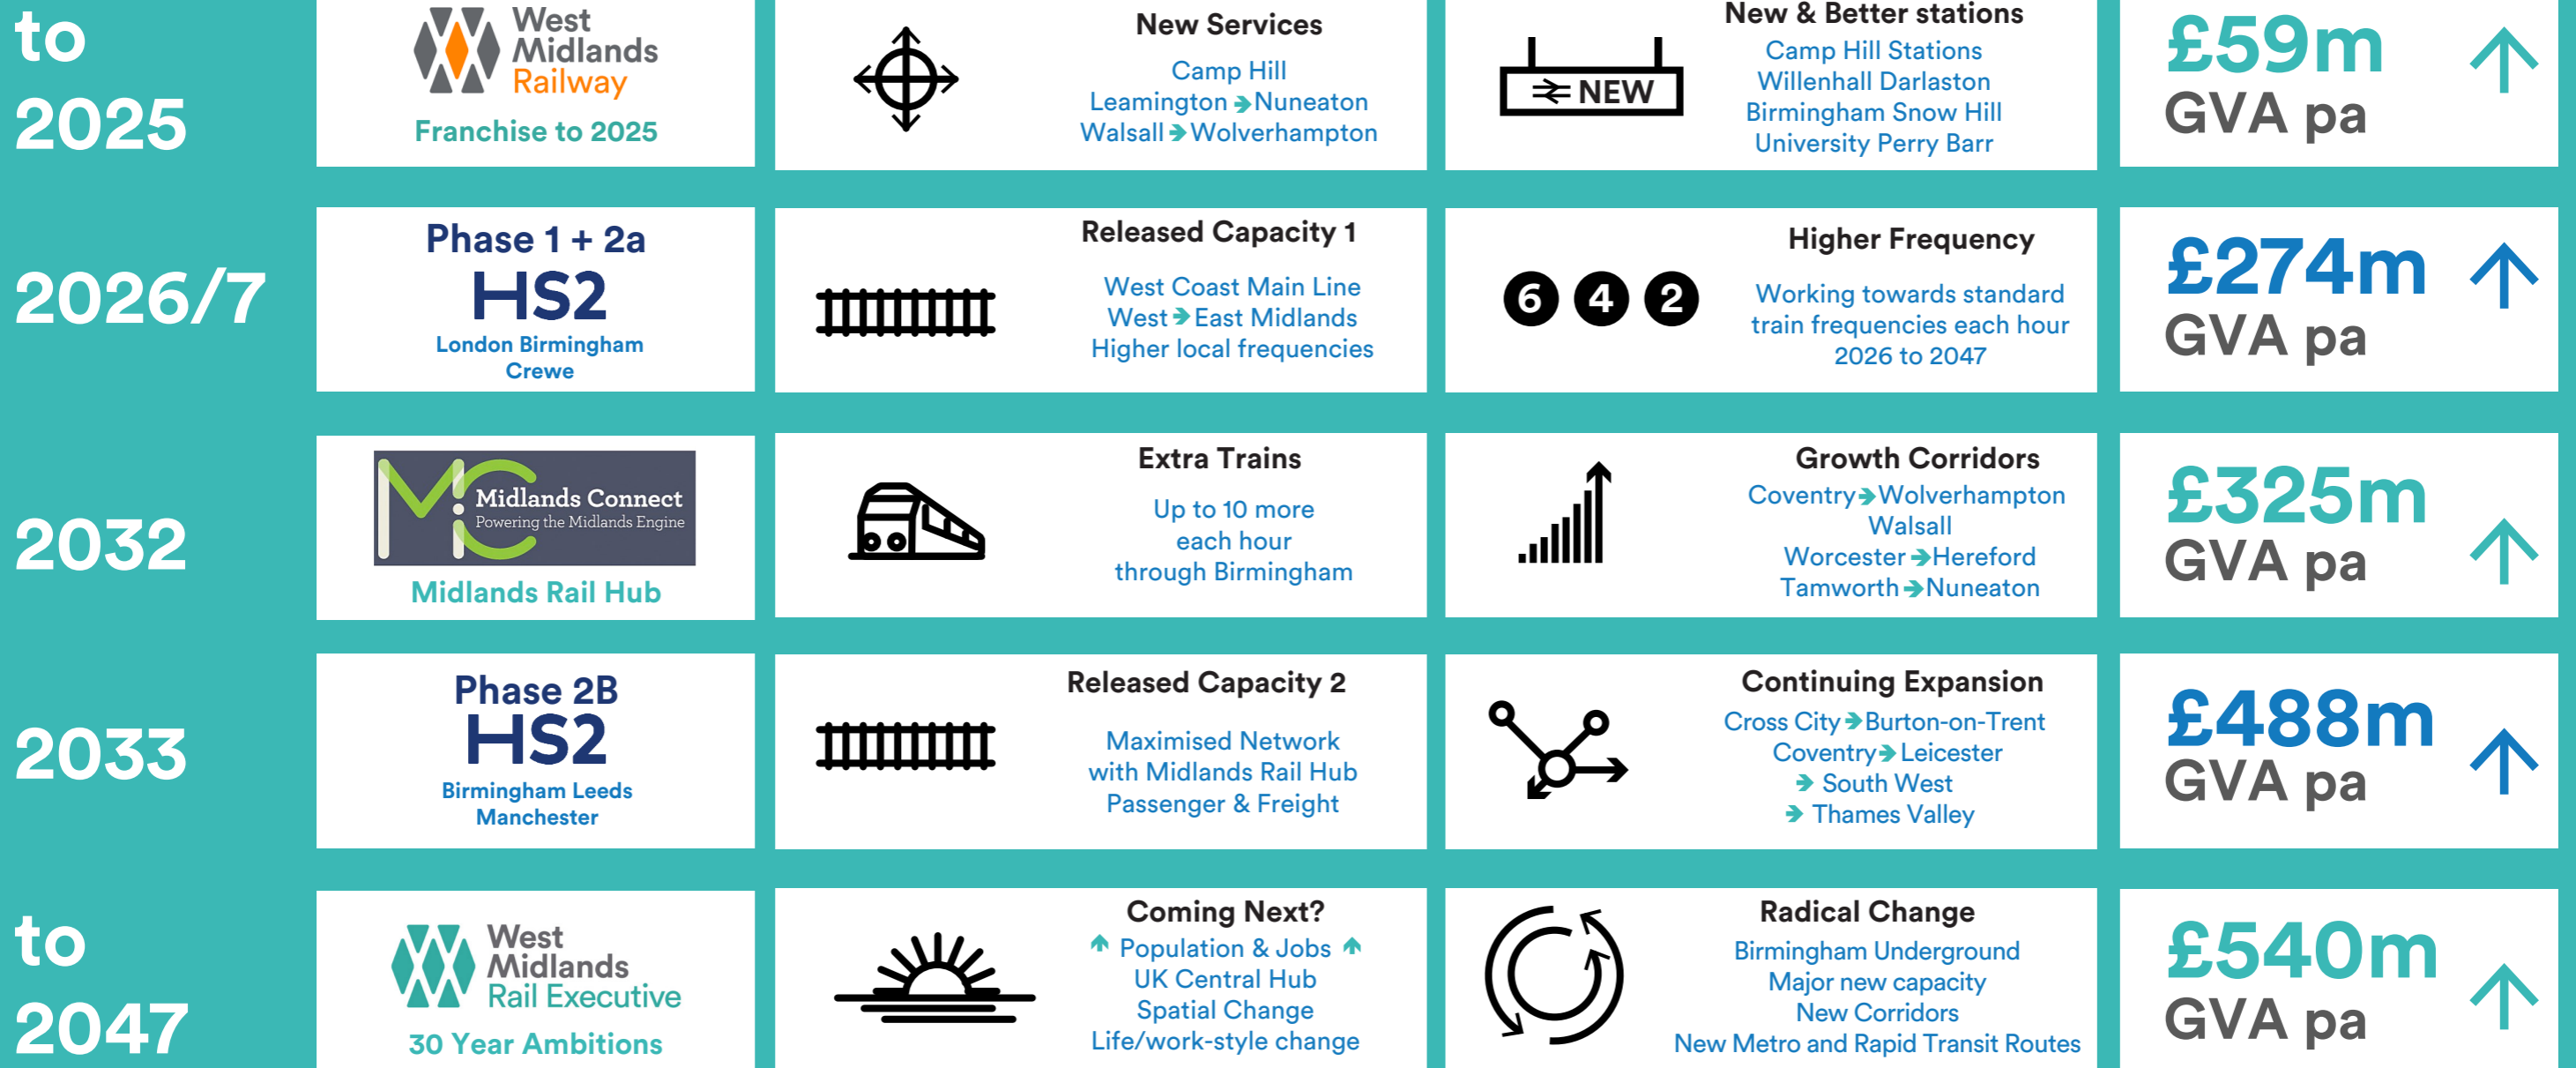 to
2025
West
Midlands
Railway
Franchise to 2025
New Services
Camp Hill
Leamington → Nuneaton
Walsall → Wolverhampton
NEW
New & Better stations
Camp Hill Stations
Willenhall Darlaston
Birmingham Snow Hill
University Perry Barr
£59m
GVA pa
2026/7
Phase 1 + 2a
HS2
London Birmingham
Crewe
Released Capacity 1
West Coast Main Line
West → East Midlands
Higher local frequencies
6 4 2
Higher Frequency
Working towards standard
train frequencies each hour
2026 to 2047
£274m
GVA pa
2032
MC
Midlands Connect
Powering the Midlands Engine
Midlands Rail Hub
Extra Trains
Up to 10 more
each hour
through Birmingham
Growth Corridors
Coventry → Wolverhampton
Walsall
Worcester → Hereford
Tamworth → Nuneaton
£325m
GVA pa
2033
Phase 2B
HS2
Birmingham Leeds
Manchester
Released Capacity 2
Maximised Network
with Midlands Rail Hub
Passenger & Freight
Continuing Expansion
Cross City → Burton-on-Trent
Coventry → Leicester
→ South West
→ Thames Valley
£488m
GVA pa
to
2047
West
Midlands
Rail Executive
30 Year Ambitions
Coming Next?
↑ Population & Jobs ↑
UK Central Hub
Spatial Change
Life/work-style change
Radical Change
Birmingham Underground
Major new capacity
New Corridors
New Metro and Rapid Transit Routes
£540m
GVA pa